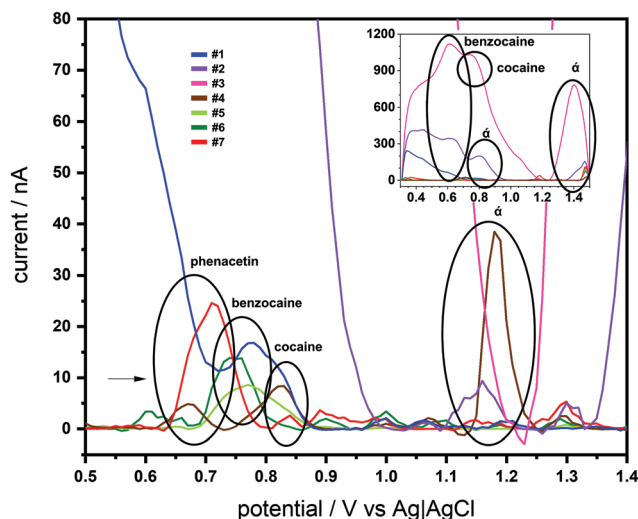 80
70
60
50
40
30
20
10
0
current / nA
#1
#2
#3
#4
#5
#6
#7
phenacetin
benzocaine
cocaine
ά
1200
900
600
300
0
benzocaine
cocaine
ά
ά
0.4 0.6 0.8 1.0 1.2 1.4
0.5 0.6 0.7 0.8 0.9 1.0 1.1 1.2 1.3 1.4
potential / V vs Ag|AgCl